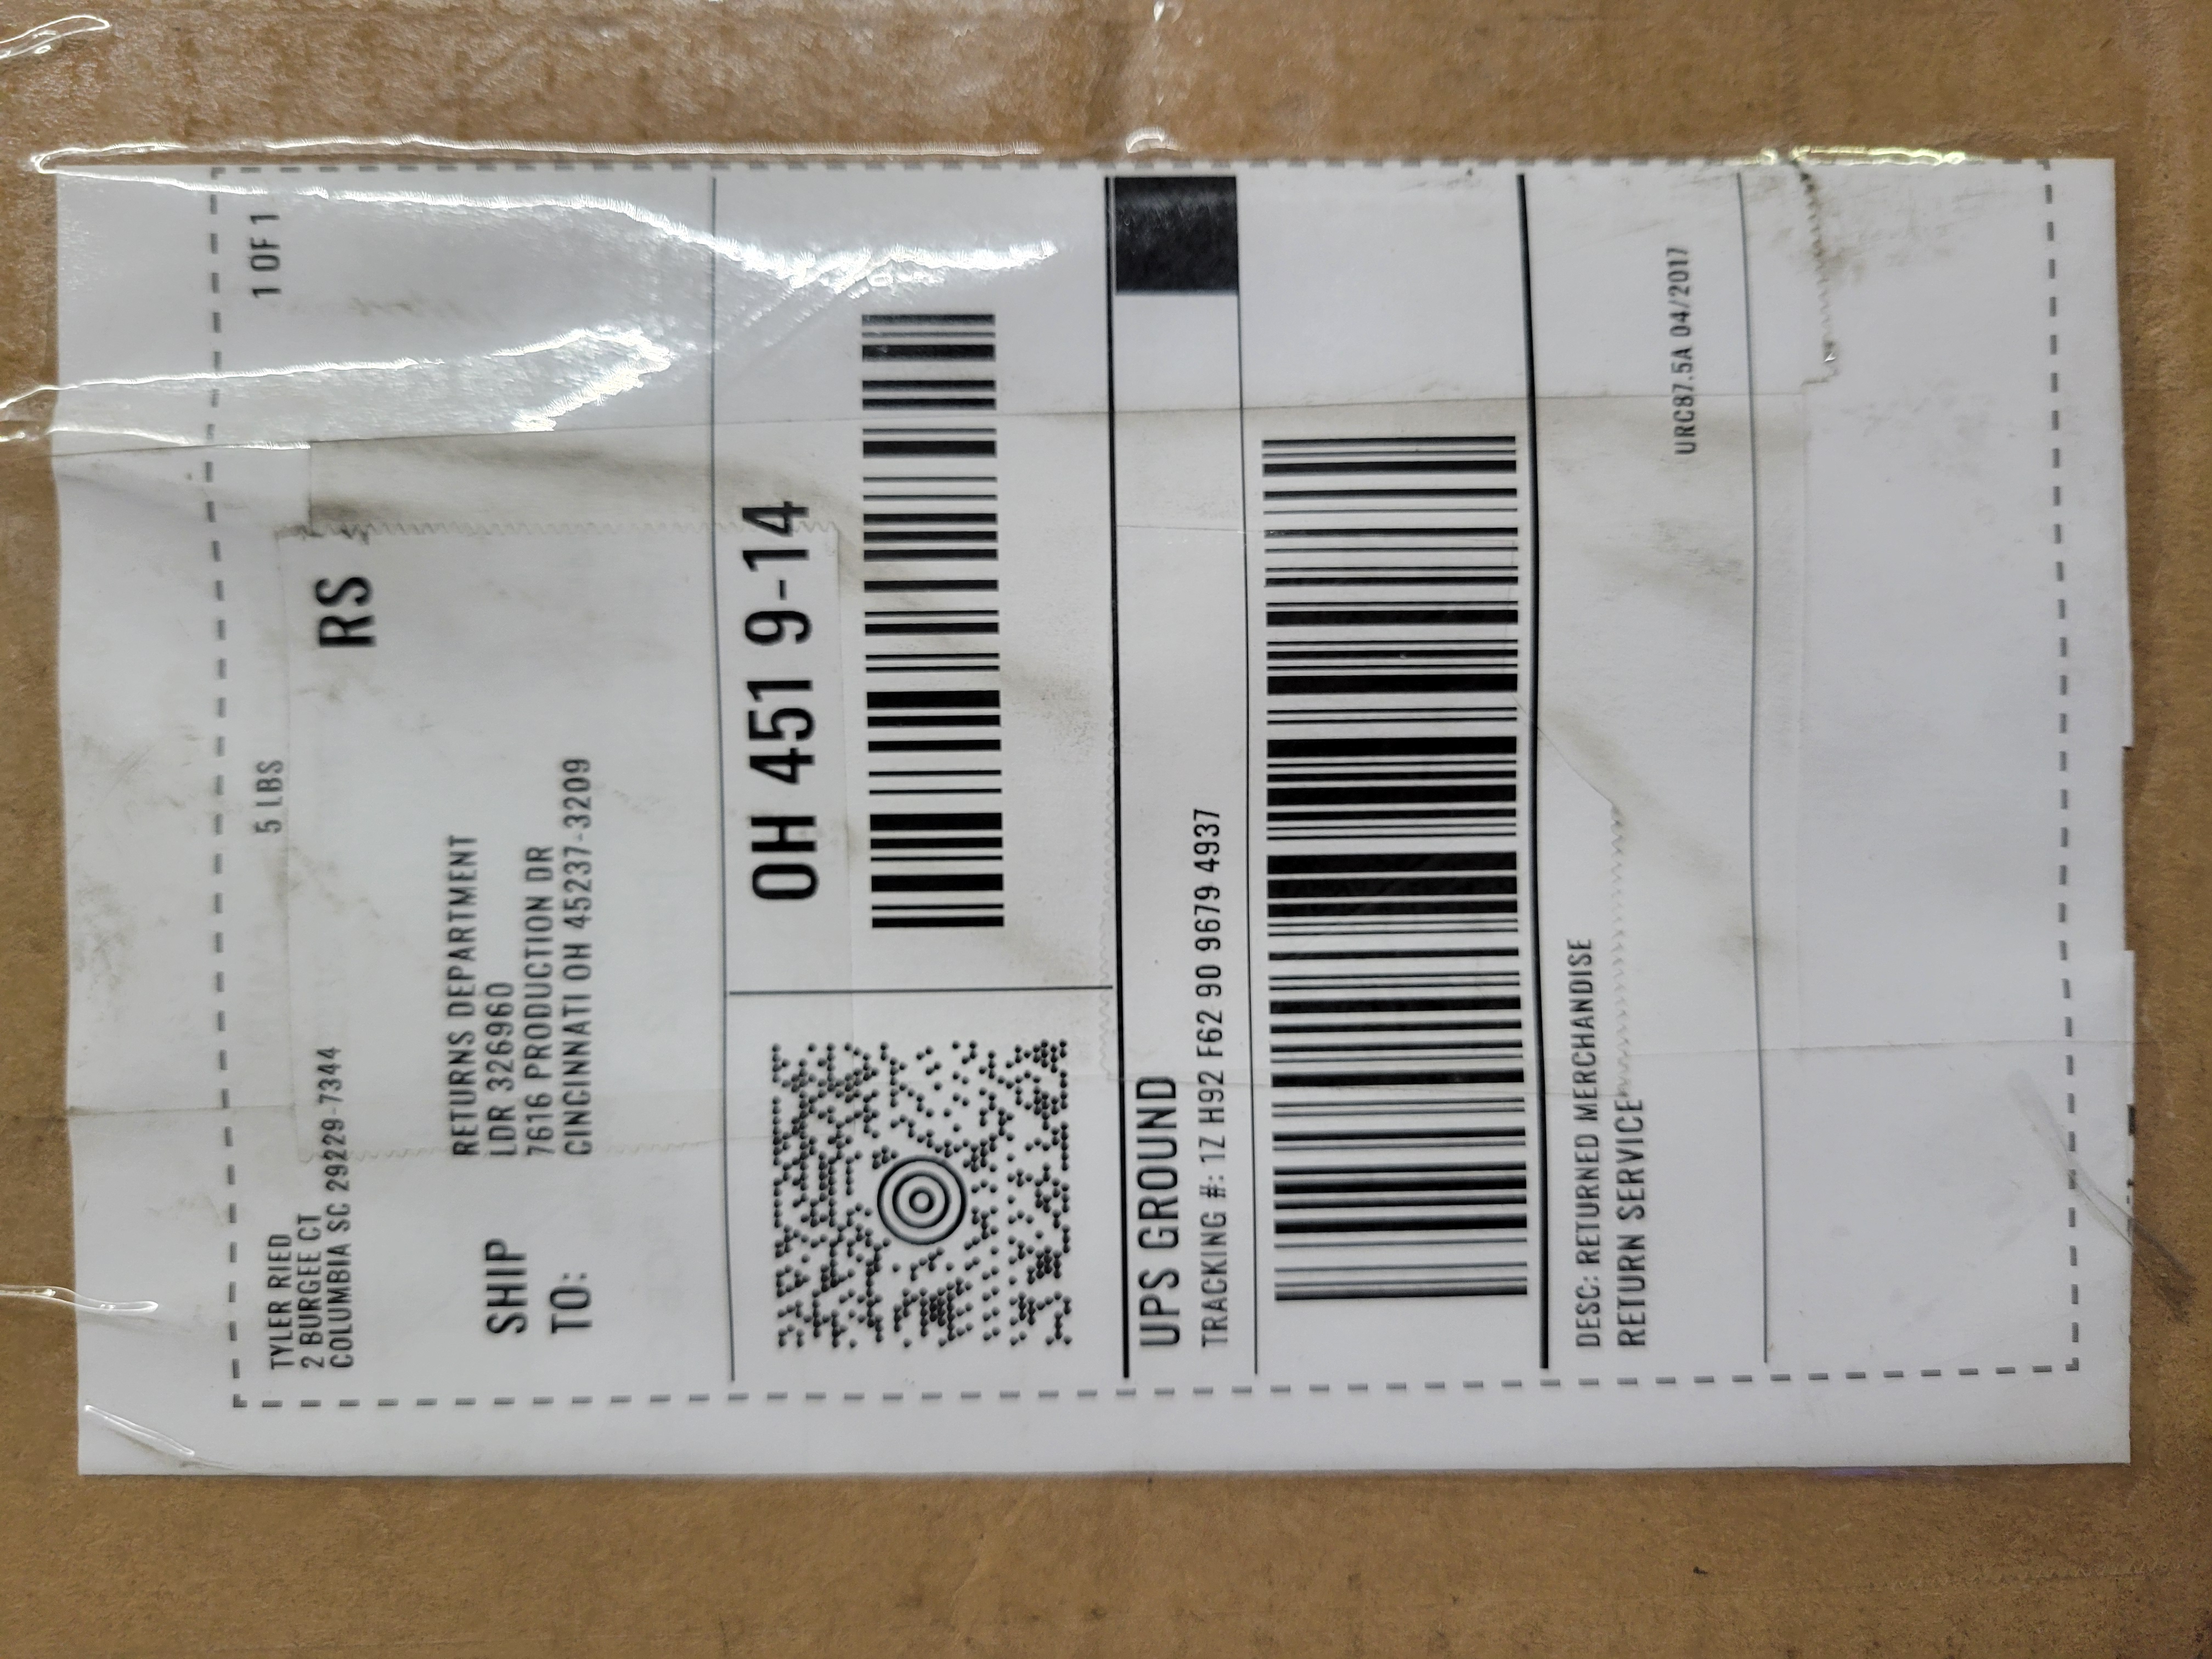 TYLER RIED
2 BURGEE CT
COLUMBIA SC 29229-7344
5 LBS
1 OF 1
RS
SHIP
TO:
RETURNS DEPARTMENT
LDR 326960
7616 PRODUCTION DR
CINCINNATI OH 45237-3209
OH 451 9-14
UPS GROUND
TRACKING #: 1Z H92 F62 90 9679 4937
DESC: RETURNED MERCHANDISE
RETURN SERVICE
URC87.5A 04/2017